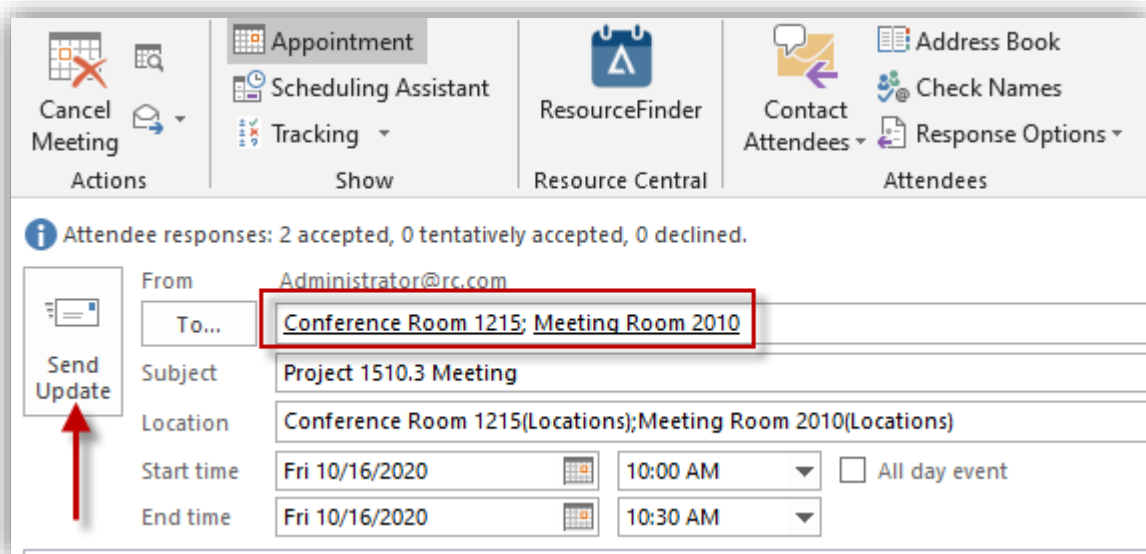 Cancel Meeting
Appointment
Scheduling Assistant
Tracking
ResourceFinder
Contact Attendees
Address Book
Check Names
Response Options
Actions
Show
Resource Central
Attendees
Attendee responses: 2 accepted, 0 tentatively accepted, 0 declined.
Send Update
From Administrator@rc.com
To... Conference Room 1215; Meeting Room 2010
Subject Project 1510.3 Meeting
Location Conference Room 1215(Locations);Meeting Room 2010(Locations)
Start time Fri 10/16/2020 10:00 AM All day event
End time Fri 10/16/2020 10:30 AM